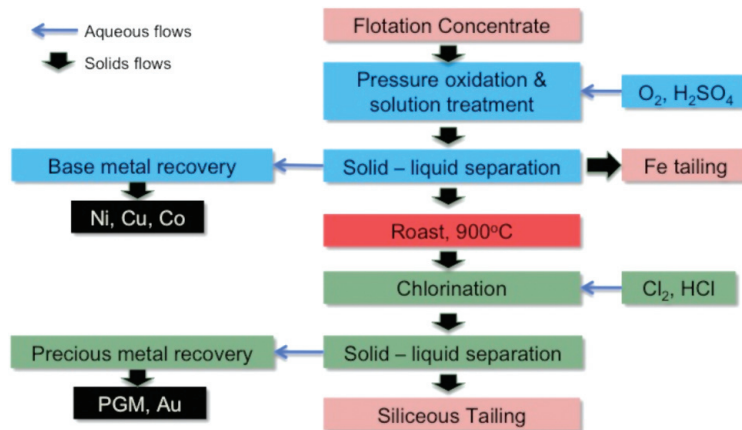 Aqueous flows
Solids flows
Flotation Concentrate
Pressure oxidation &
solution treatment
O₂, H₂SO₄
Base metal recovery
Solid – liquid separation
Fe tailing
Ni, Cu, Co
Roast, 900ºC
Chlorination
Cl₂, HCl
Precious metal recovery
Solid – liquid separation
PGM, Au
Siliceous Tailing